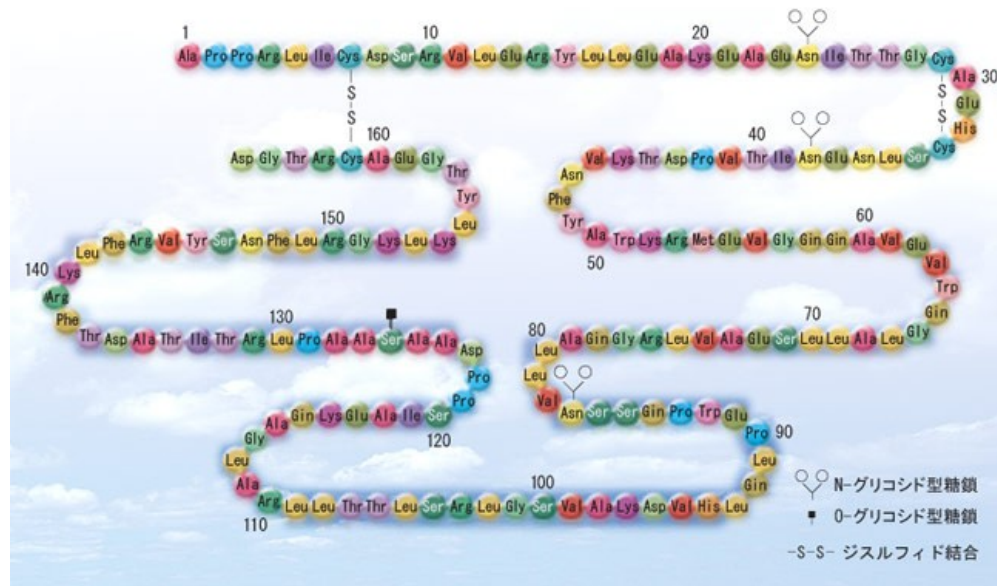 1 10 20
Ala Pro Pro Arg Leu Ile Cys Asp Ser Arg Val Leu Glu Arg Tyr Leu Leu Glu Ala Lys Glu Ala Glu Asn Ile Thr Thr Gly Cys
Ala 30
Glu
His
S
S
S
S
160
40
Asp Gly Thr Arg Cys Ala Glu Gly Thr
Tyr
Leu
Asn Val Lys Thr Asp Pro Val Thr Ile Asn Glu Asn Leu Ser Cys
Phe
150
60
140 Lys Leu Phe Arg Val Tyr Ser Asn Phe Leu Arg Gly Lys Leu Lys
Tyr Ala Trp Lys Arg Met Glu Val Gly Gin Gin Ala Val Glu Val
50
Trp
Gin
Arg
Phe
130
70
80
Thr Asp Ala Thr Ile Thr Arg Leu Pro Ala Ala Ser Ala Ala Asp
Pro
Pro
Leu Ala Gin Gly Arg Leu Val Ala Glu Ser Leu Leu Ala Leu Gly
Leu
Gly Ala Gin Lys Glu Ala Ile Ser
120
Val Asn Ser Ser Gin Pro Trp Glu Pro
90
Leu
Gin
Leu
Ala
100
Arg Leu Leu Thr Thr Leu Ser Arg Leu Gly Ser Val Ala Lys Asp Val His Leu
110
N-グリコシド型糖鎖
O-グリコシド型糖鎖
-S-S- ジスルフィド結合